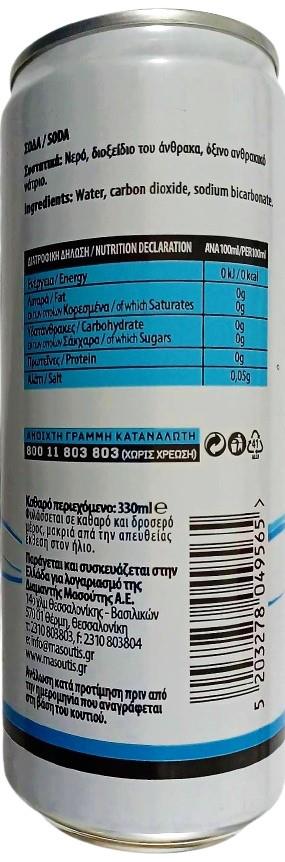 ΣΟΔΑ / SODA
Συστατικά: Νερό, διοξείδιο του άνθρακα, όξινο ανθρακικό
νάτριο.
Ingredients: Water, carbon dioxide, sodium bicarbonate.
ΔΙΑΤΡΟΦΙΚΗ ΔΗΛΩΣΗ / NUTRITION DECLARATION ΑΝΑ 100ml/PER 100ml
Ενέργεια / Energy 0 kJ / 0 kcal
Λιπαρά / Fat 0g
εκ των οποίων Κορεσμένα / of which Saturates 0g
Υδατάνθρακες / Carbohydrate 0g
εκ των οποίων Σάκχαρα / of which Sugars 0g
Πρωτεΐνες / Protein 0g
Αλάτι / Salt 0,05g
ΑΝΟΙΧΤΗ ΓΡΑΜΜΗ ΚΑΤΑΝΑΛΩΤΗ
800 11 803 803 (ΧΩΡΙΣ ΧΡΕΩΣΗ)
41
ALU
Καθαρό περιεχόμενο: 330ml e
Φυλάσσεται σε καθαρό και δροσερό
μέρος, μακριά από την απευθείας
έκθεση στον ήλιο.
Παράγεται και συσκευάζεται στην
Ελλάδα για λογαριασμό της
Διαμαντής Μασούτης Α.Ε.
14ο χλμ Θεσσαλονίκης - Βασιλικών
57001 Θέρμη, Θεσσαλονίκη
τ: 2310 803803, f: 2310 803804
e: info@masoutis.gr
www.masoutis.gr
Ανάλωση κατά προτίμηση πριν από
την ημερομηνία που αναγράφεται
στη βάση του κουτιού.
5 203278 049565 >